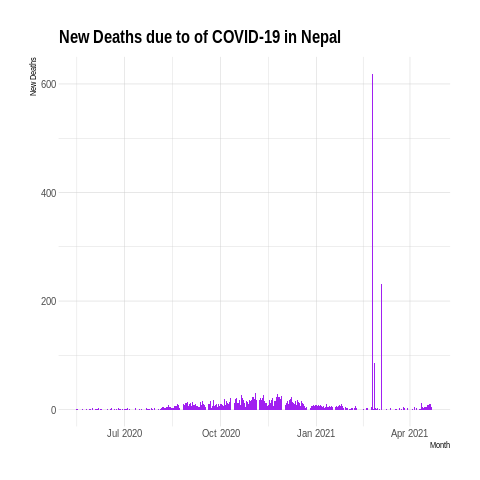 New Deaths due to of COVID-19 in Nepal
New Deaths
600
400
200
0
Jul 2020
Oct 2020
Jan 2021
Apr 2021
Month